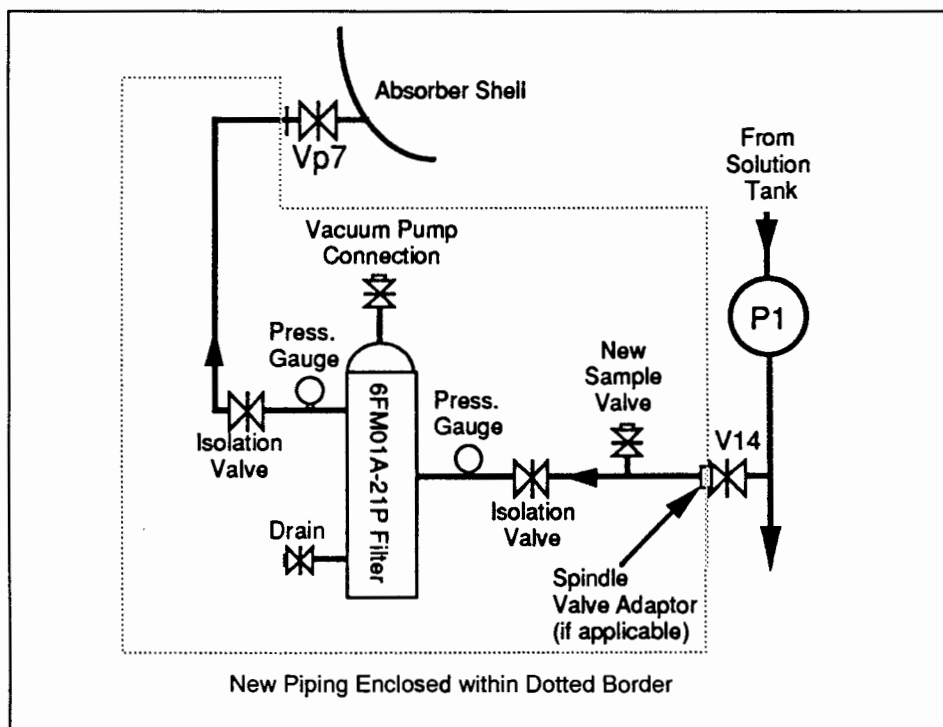 Absorber Shell
Vp7
From
Solution
Tank
Vacuum Pump
Connection
P1
Press.
Gauge
New
Sample
Valve
6FM01A-21P Filter
Press.
Gauge
V14
Isolation
Valve
Isolation
Valve
Drain
Spindle
Valve Adaptor
(if applicable)
New Piping Enclosed within Dotted Border